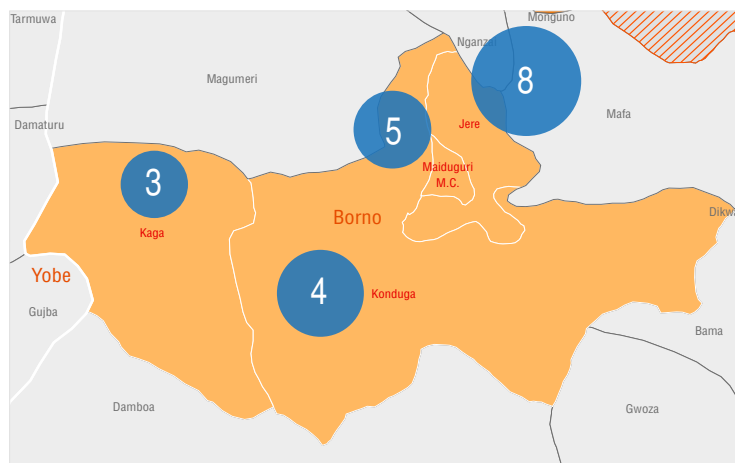 Tarmuwa
Monguno
Nganzai
Magumeri
8
Mafa
Damaturu
5
Jere
Maiduguri
M.C.
3
Kaga
Borno
Dikwa
Yobe
4
Konduga
Gujba
Bama
Damboa
Gwoza